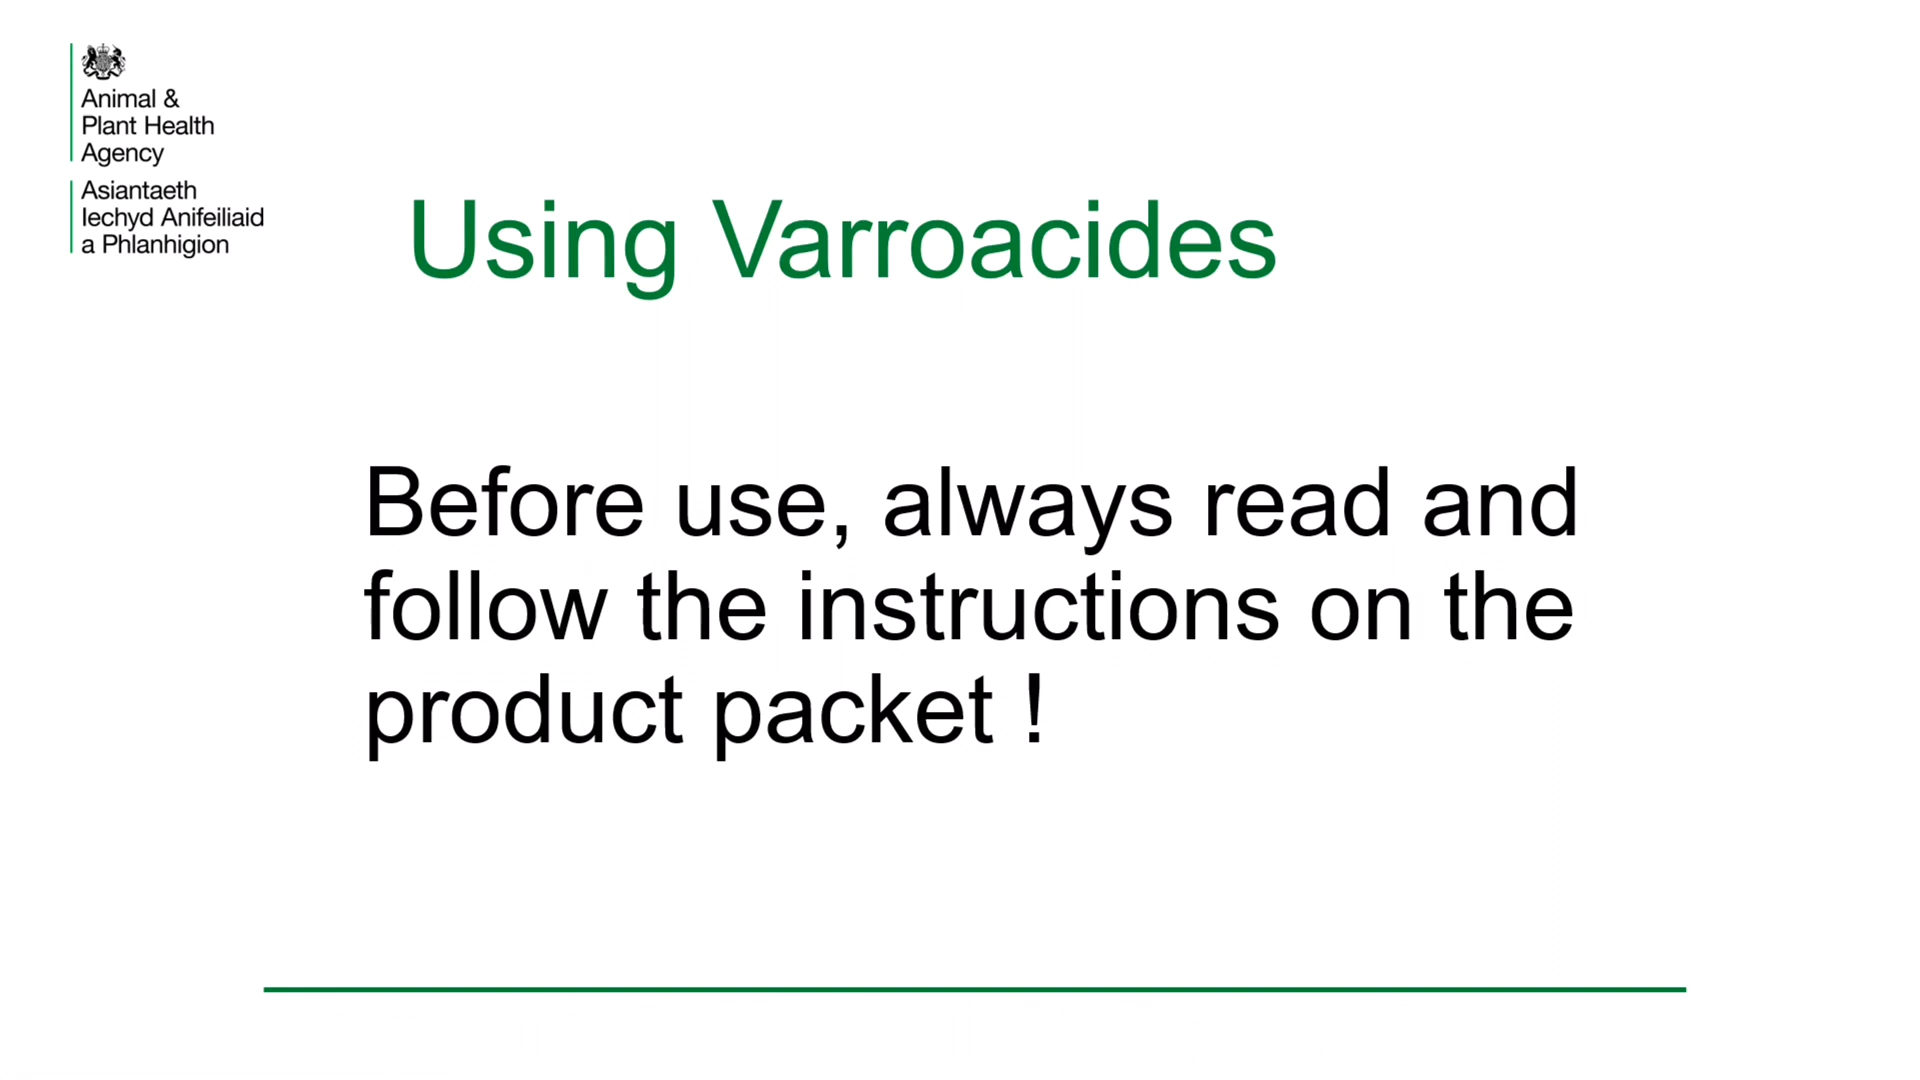 Animal &
Plant Health
Agency
Asiantaeth
Iechyd Anifeiliaid
a Phlanhigion
Using Varroacides
Before use, always read and
follow the instructions on the
product packet !